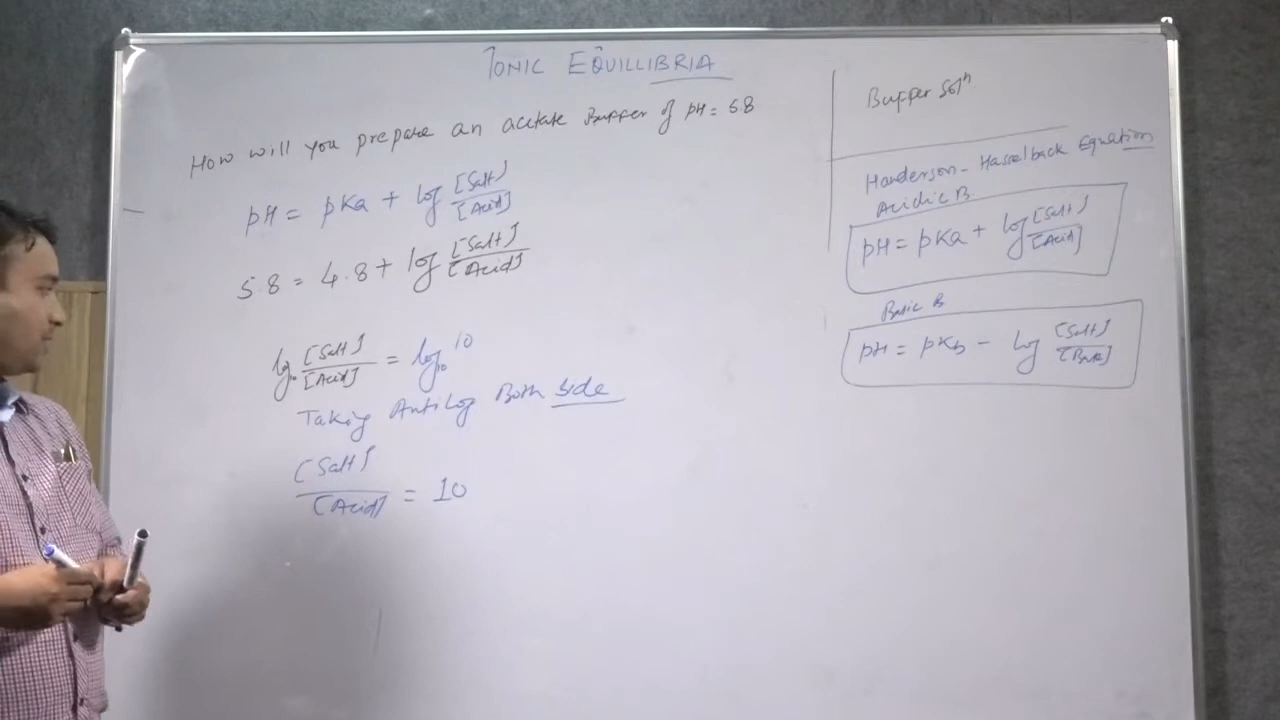 IONIC EQUILLIBRIA
How will you prepare an acetate Buffer of pH = 5.8
pH = pKa + log [Salt]/[Acid]
5.8 = 4.8 + log [Salt]/[Acid]
log₁₀ [Salt]/[Acid] = log₁₀ 10
Taking Antilog Both Side
[Salt]/[Acid] = 10
Buffer Solⁿ
Handerson - Hasselback Equation
Acidic B.
pH = pKa + log [Salt]/[Acid]
Basic B
pH = pKb - log [Salt]/[Base]